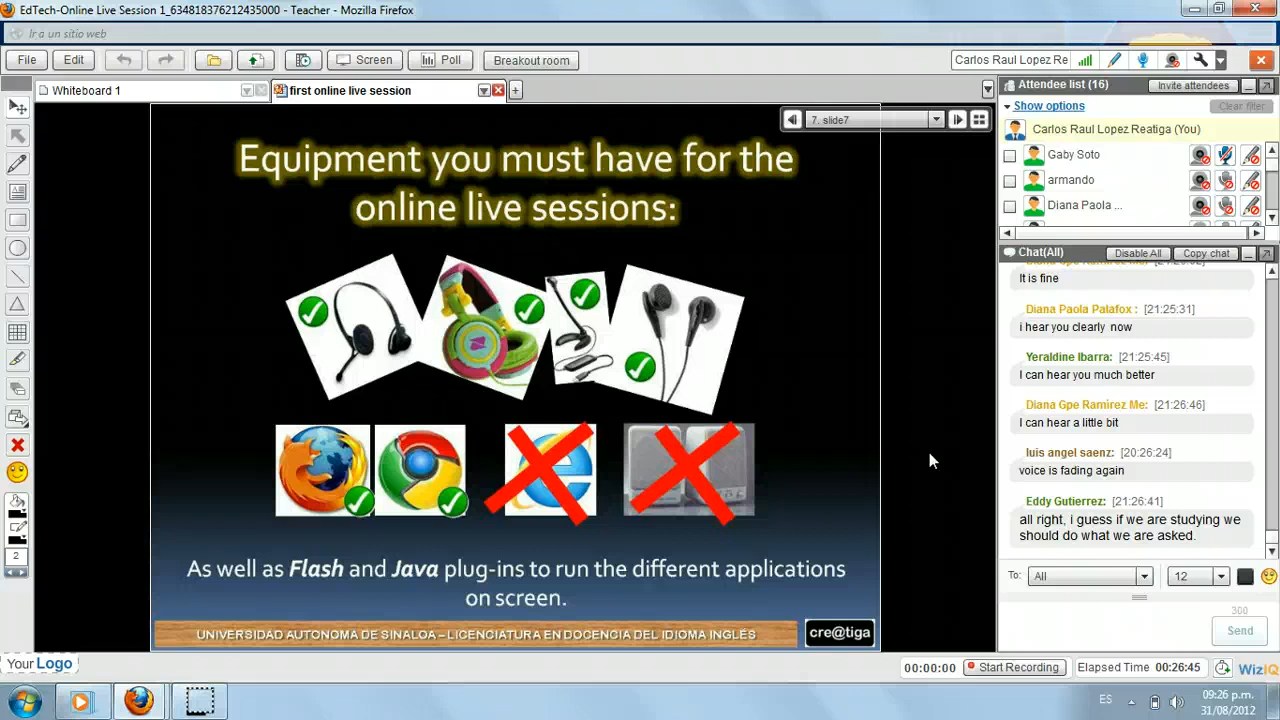 EdTech-Online Live Session 1_634818376212435000 - Teacher - Mozilla Firefox
Ir a un sitio web
File
Edit
Screen
Poll
Breakout room
Carlos Raul Lopez Re
Whiteboard 1
first online live session
7. slide7
Equipment you must have for the
online live sessions:
As well as Flash and Java plug-ins to run the different applications
on screen.
UNIVERSIDAD AUTONOMA DE SINALOA – LICENCIATURA EN DOCENCIA DEL IDIOMA INGLÉS
cre@tiga
2
Attendee list (16)
Invite attendees
Show options
Clear filter
Carlos Raul Lopez Reatiga (You)
Gaby Soto
armando
Diana Paola ...
Chat(All)
Disable All
Copy chat
It is fine
Diana Paola Palafox : [21:25:31]
i hear you clearly now
Yeraldine Ibarra: [21:25:45]
I can hear you much better
Diana Gpe Ramirez Me: [21:26:46]
I can hear a little bit
luis angel saenz: [20:26:24]
voice is fading again
Eddy Gutierrez: [21:26:41]
all right, i guess if we are studying we
should do what we are asked.
To: All
12
300
Send
Your Logo
00:00:00
Start Recording
Elapsed Time 00:26:45
WizIQ
ES
09:26 p.m.
31/08/2012